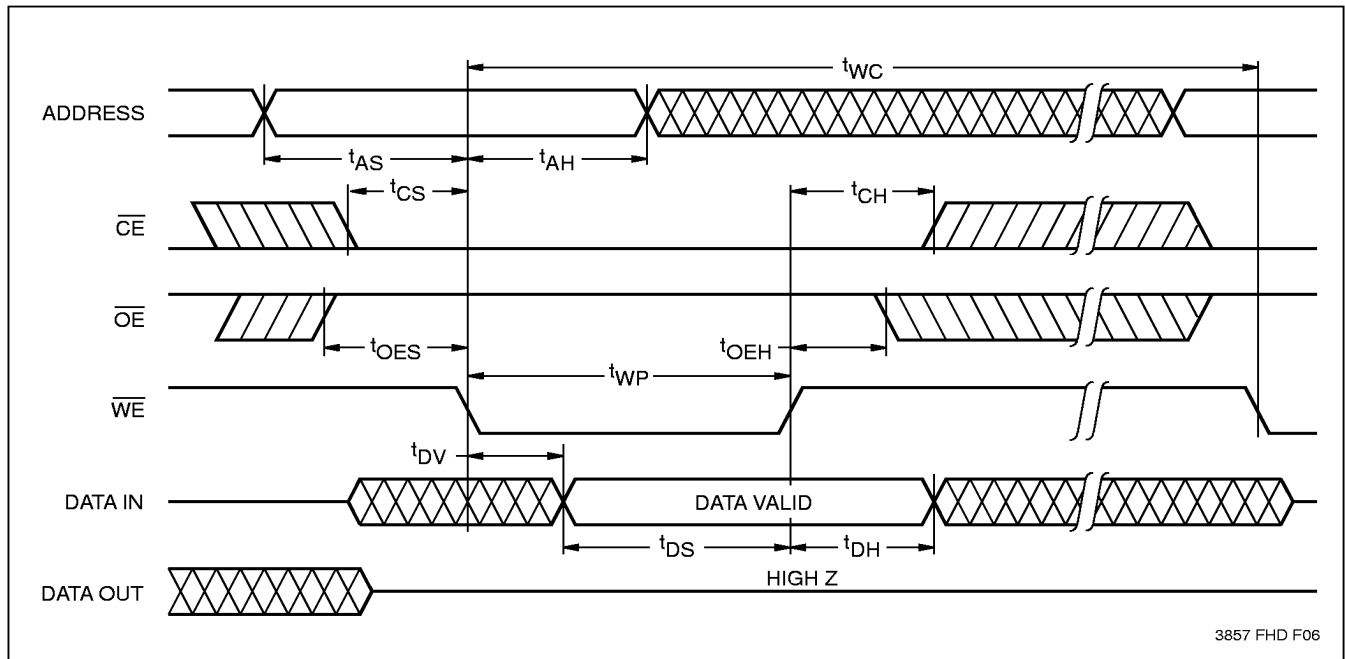 tWC
ADDRESS
tAS
tAH
tCS
tCH
CE
OE
tOES
tOEH
tWP
WE
tDV
DATA IN
DATA VALID
tDS
tDH
DATA OUT
HIGH Z
3857 FHD F06